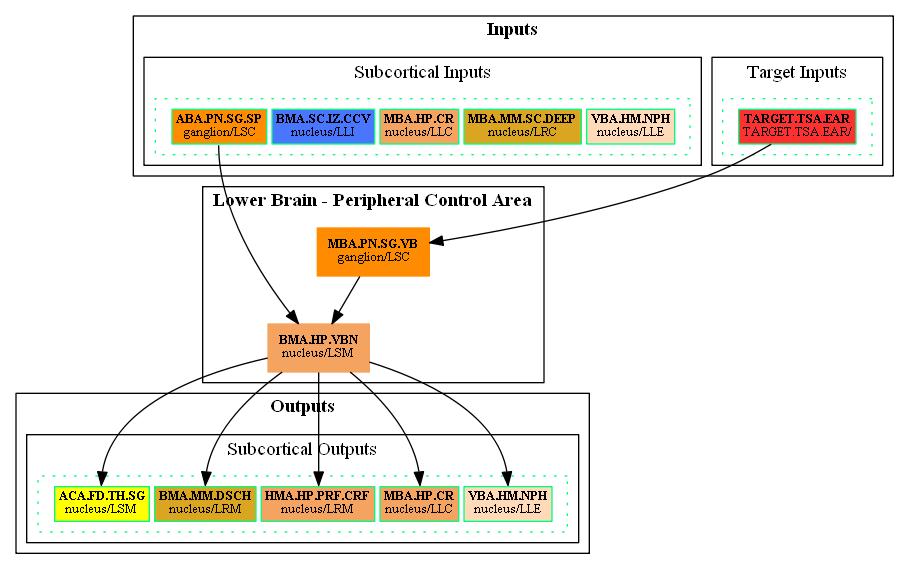 Inputs
Subcortical Inputs
Target Inputs
ABA.PN.SG.SP
ganglion/LSC
BMA.SC.IZ.CCV
nucleus/LLI
MBA.HP.CR
nucleus/LLC
MBA.MM.SC.DEEP
nucleus/LRC
VBA.HM.NPH
nucleus/LLE
TARGET.TSA.EAR
TARGET.TSA.EAR/
Lower Brain - Peripheral Control Area
MBA.PN.SG.VB
ganglion/LSC
BMA.HP.VBN
nucleus/LSM
Outputs
Subcortical Outputs
ACA.FD.TH.SG
nucleus/LSM
BMA.MM.DSCH
nucleus/LRM
HMA.HP.PRF.CRF
nucleus/LRM
MBA.HP.CR
nucleus/LLC
VBA.HM.NPH
nucleus/LLE